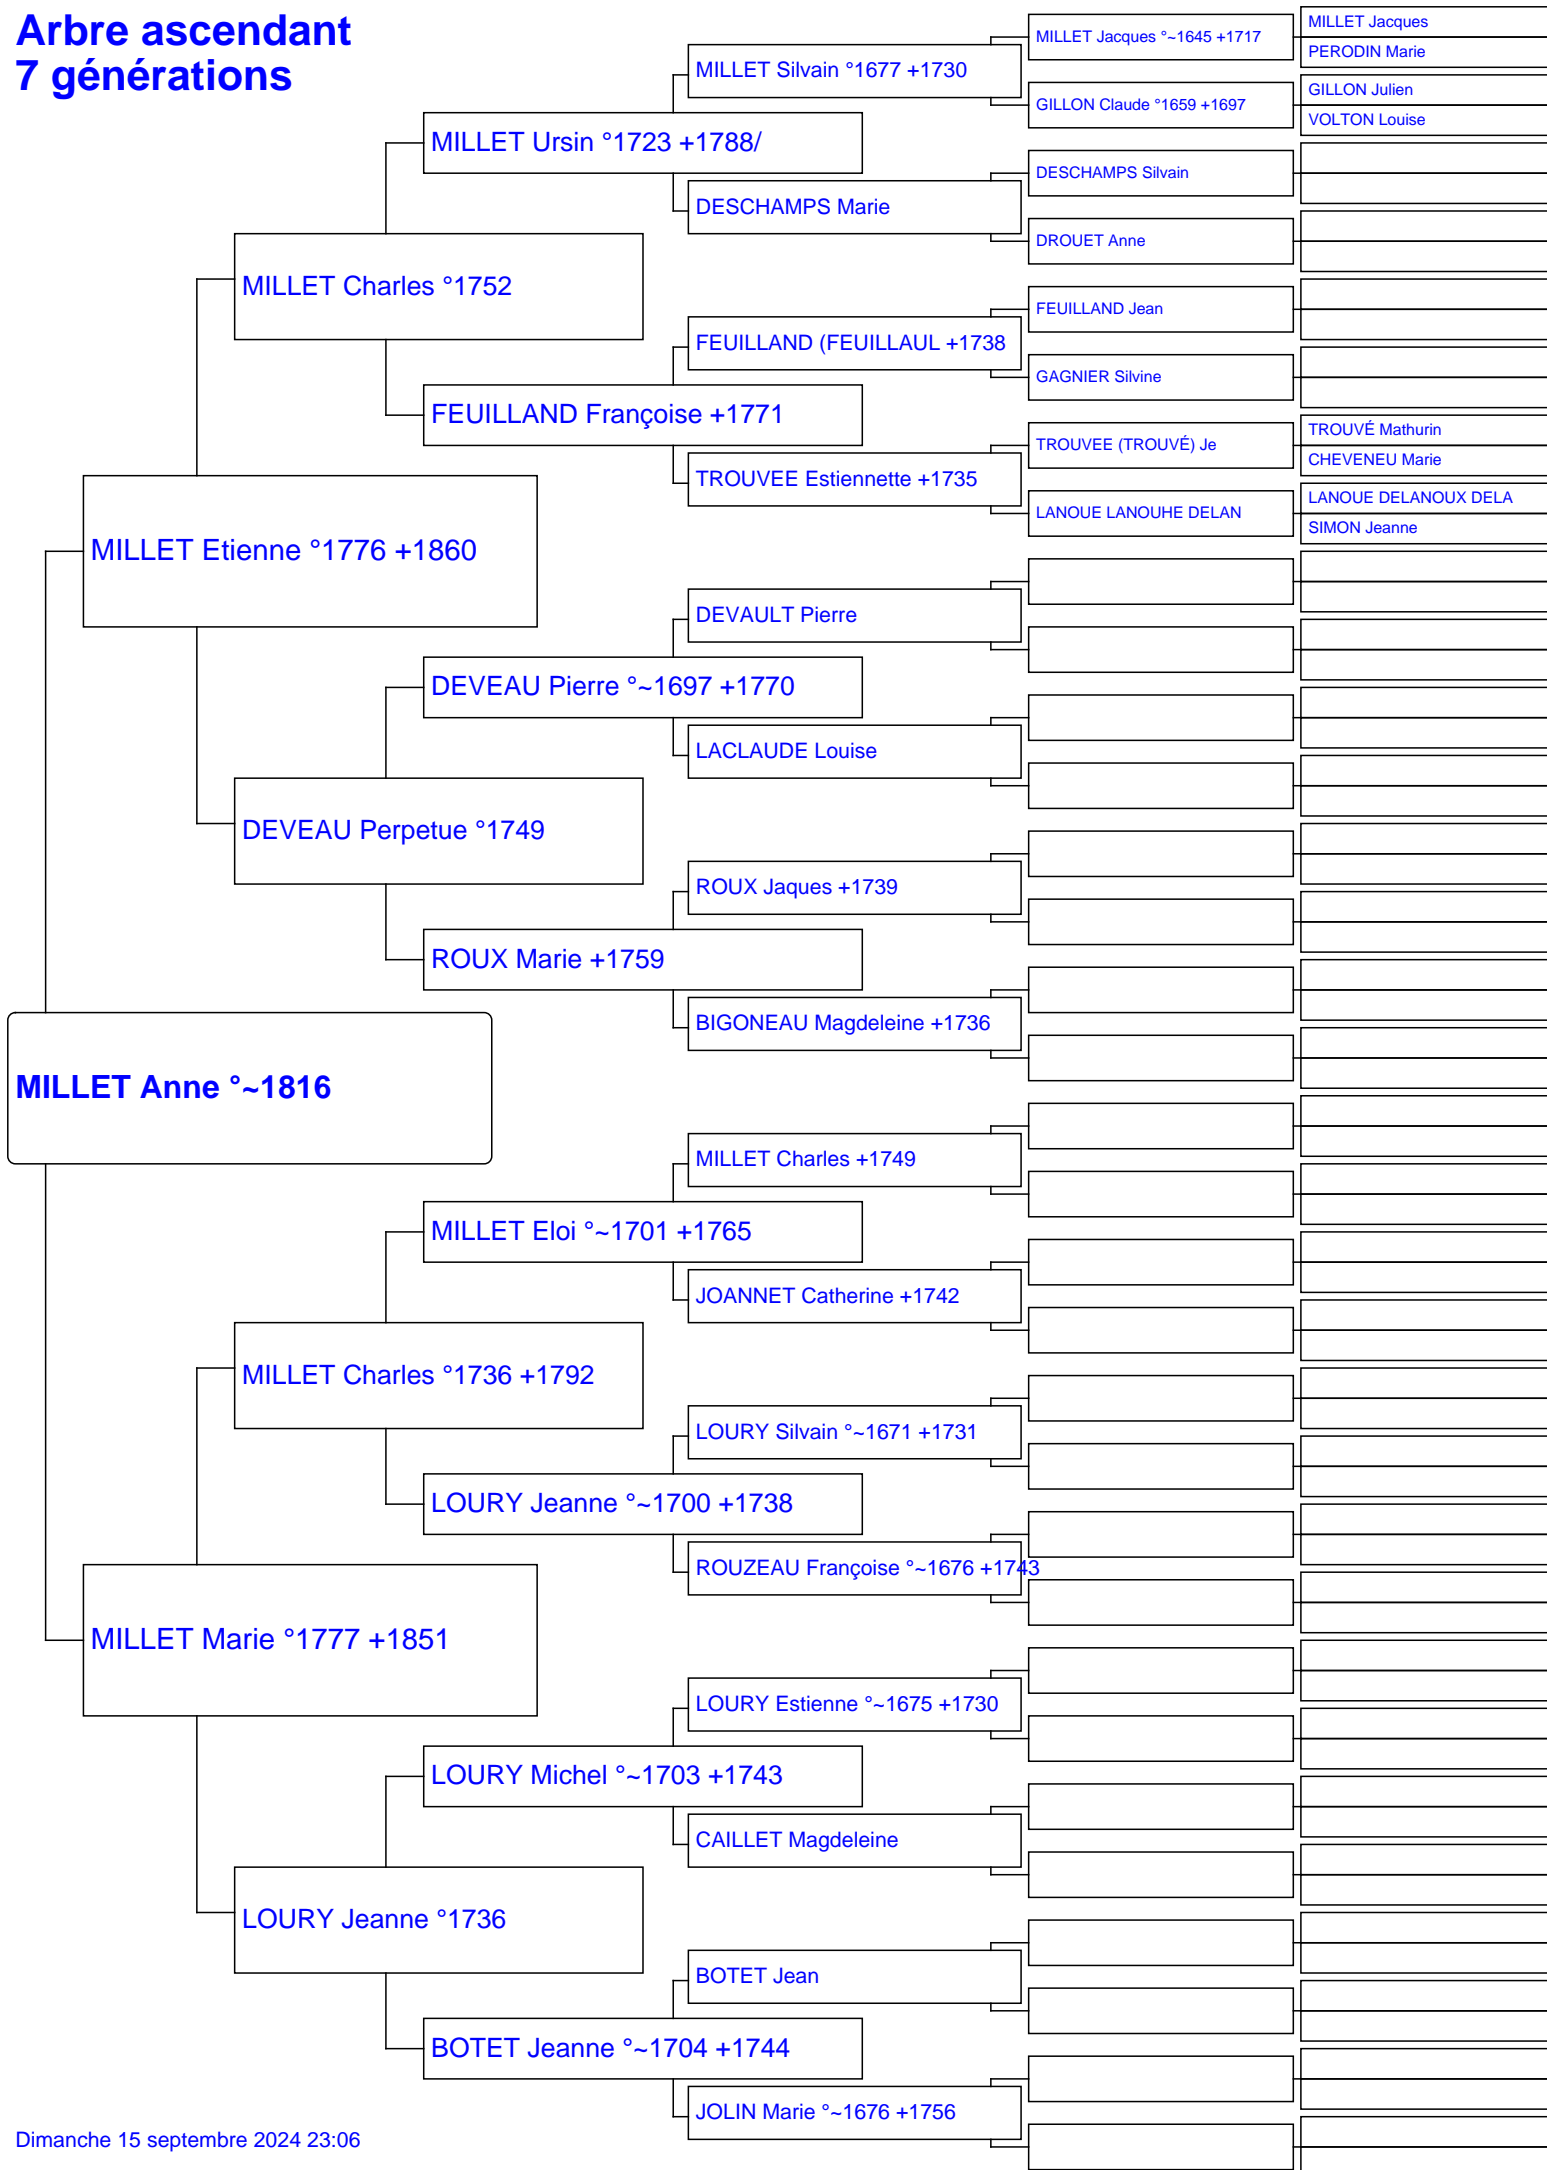 Arbre ascendant
7 générations
MILLET Jacques
MILLET Jacques °~1645 +1717
PERODIN Marie
MILLET Silvain °1677 +1730
GILLON Julien
GILLON Claude °1659 +1697
VOLTON Louise
MILLET Ursin °1723 +1788/
DESCHAMPS Silvain
DESCHAMPS Marie
DROUET Anne
MILLET Charles °1752
FEUILLAND Jean
FEUILLAND (FEUILLAUL +1738
GAGNIER Silvine
FEUILLAND Françoise +1771
TROUVÉ Mathurin
TROUVEE (TROUVÉ) Je
CHEVENEU Marie
TROUVEE Estiennette +1735
LANOUE DELANOUX DELA
LANOUE LANOUHE DELAN
SIMON Jeanne
MILLET Etienne °1776 +1860
DEVAULT Pierre
DEVEAU Pierre °~1697 +1770
LACLAUDE Louise
DEVEAU Perpetue °1749
ROUX Jaques +1739
ROUX Marie +1759
BIGONEAU Magdeleine +1736
MILLET Anne °~1816
MILLET Charles +1749
MILLET Eloi °~1701 +1765
JOANNET Catherine +1742
MILLET Charles °1736 +1792
LOURY Silvain °~1671 +1731
LOURY Jeanne °~1700 +1738
ROUZEAU Françoise °~1676 +1743
MILLET Marie °1777 +1851
LOURY Estienne °~1675 +1730
LOURY Michel °~1703 +1743
CAILLET Magdeleine
LOURY Jeanne °1736
BOTET Jean
BOTET Jeanne °~1704 +1744
JOLIN Marie °~1676 +1756
Dimanche 15 septembre 2024 23:06